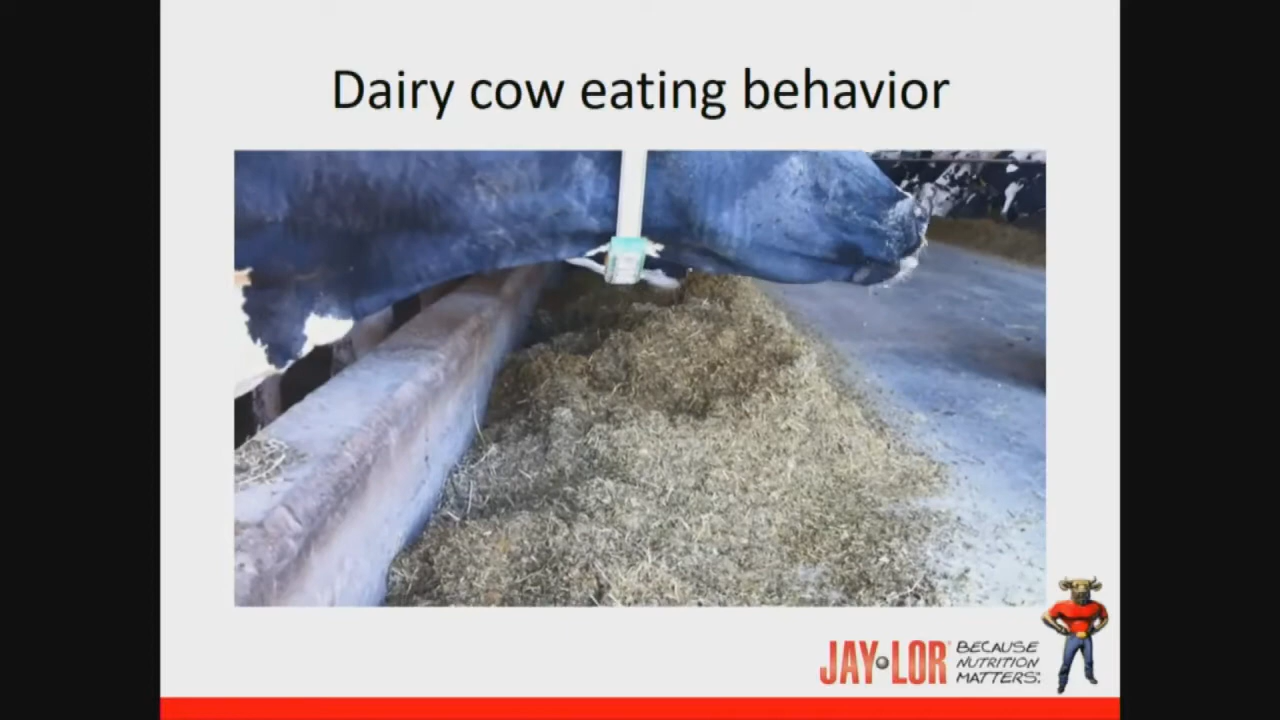 Dairy cow eating behavior
JAY•LOR
BECAUSE
NUTRITION
MATTERS.